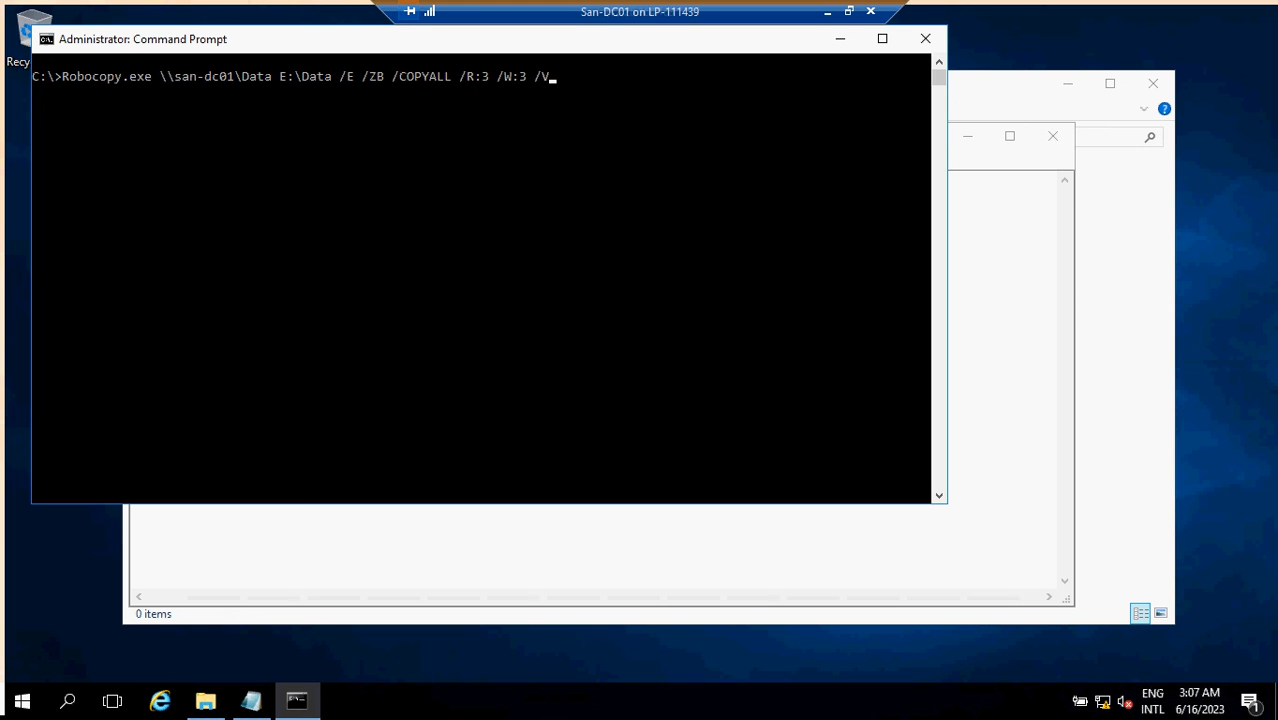 San-DC01 on LP-111439
Recy
Administrator: Command Prompt
C:\>Robocopy.exe \\san-dc01\Data E:\Data /E /ZB /COPYALL /R:3 /W:3 /V
0 items
ENG
INTL
3:07 AM
6/16/2023
1